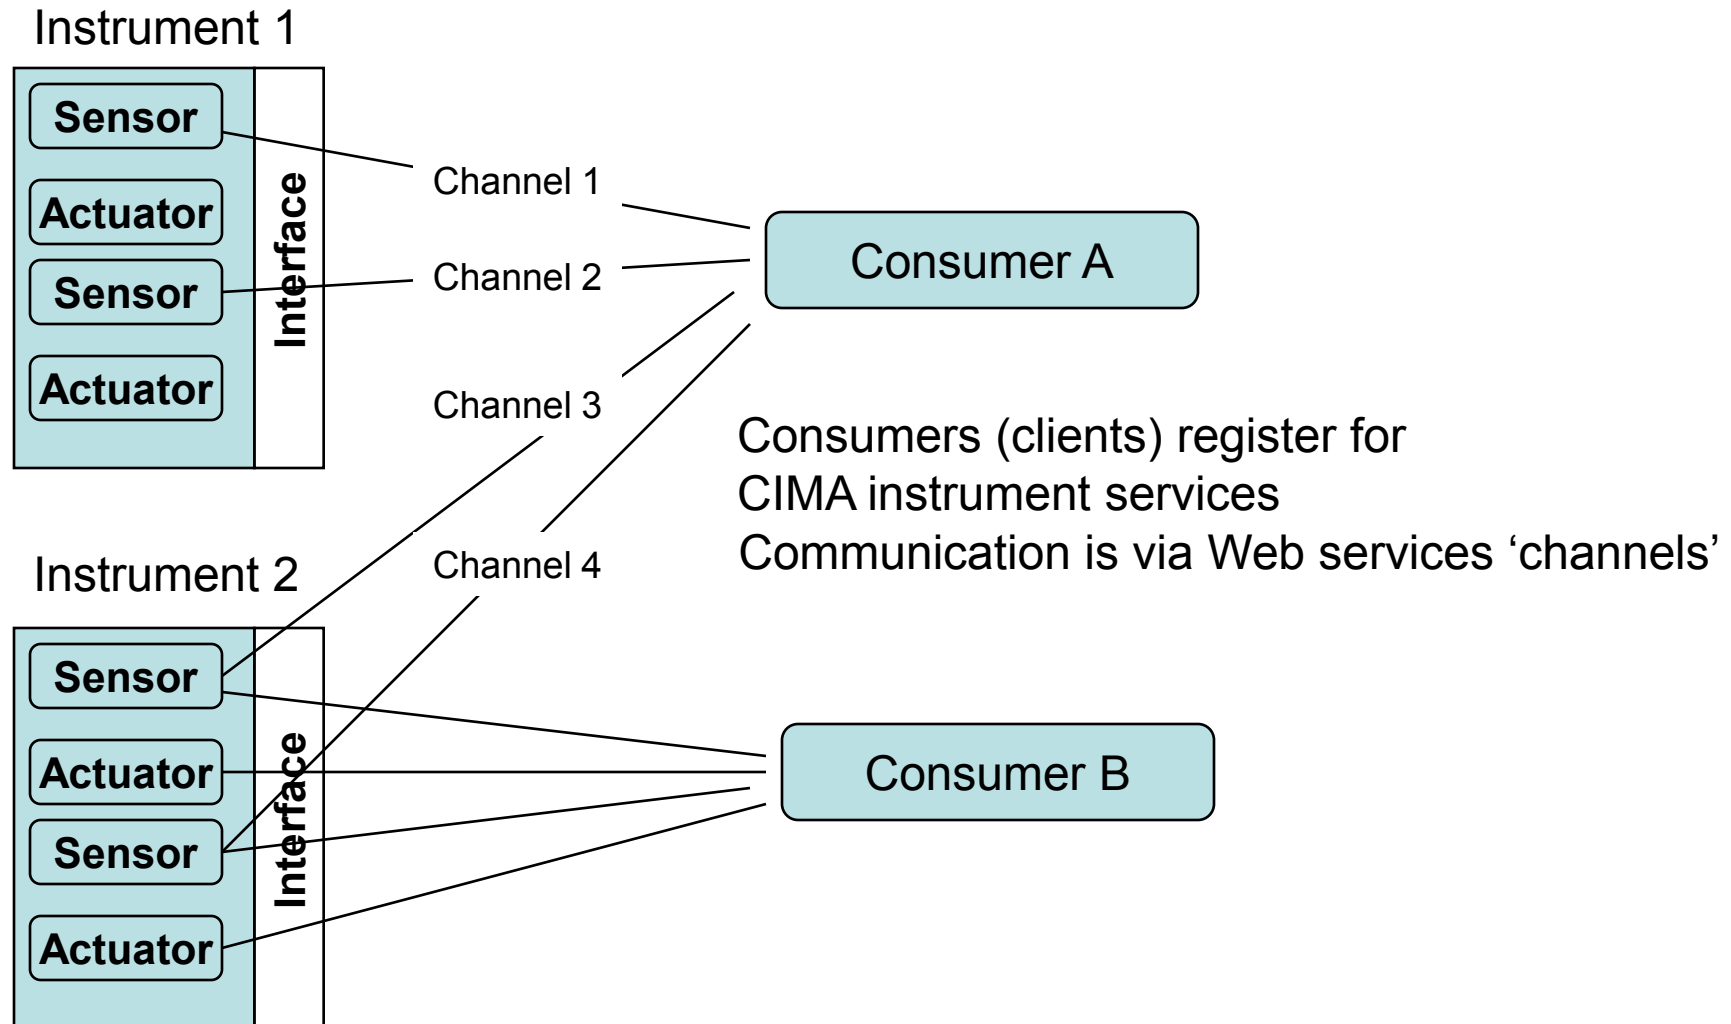 Instrument 1
Sensor
Actuator
Sensor
Actuator
Interface
Channel 1
Channel 2
Channel 3
Channel 4
Consumer A
Consumers (clients) register for
CIMA instrument services
Communication is via Web services ‘channels’
Instrument 2
Sensor
Actuator
Sensor
Actuator
Interface
Consumer B